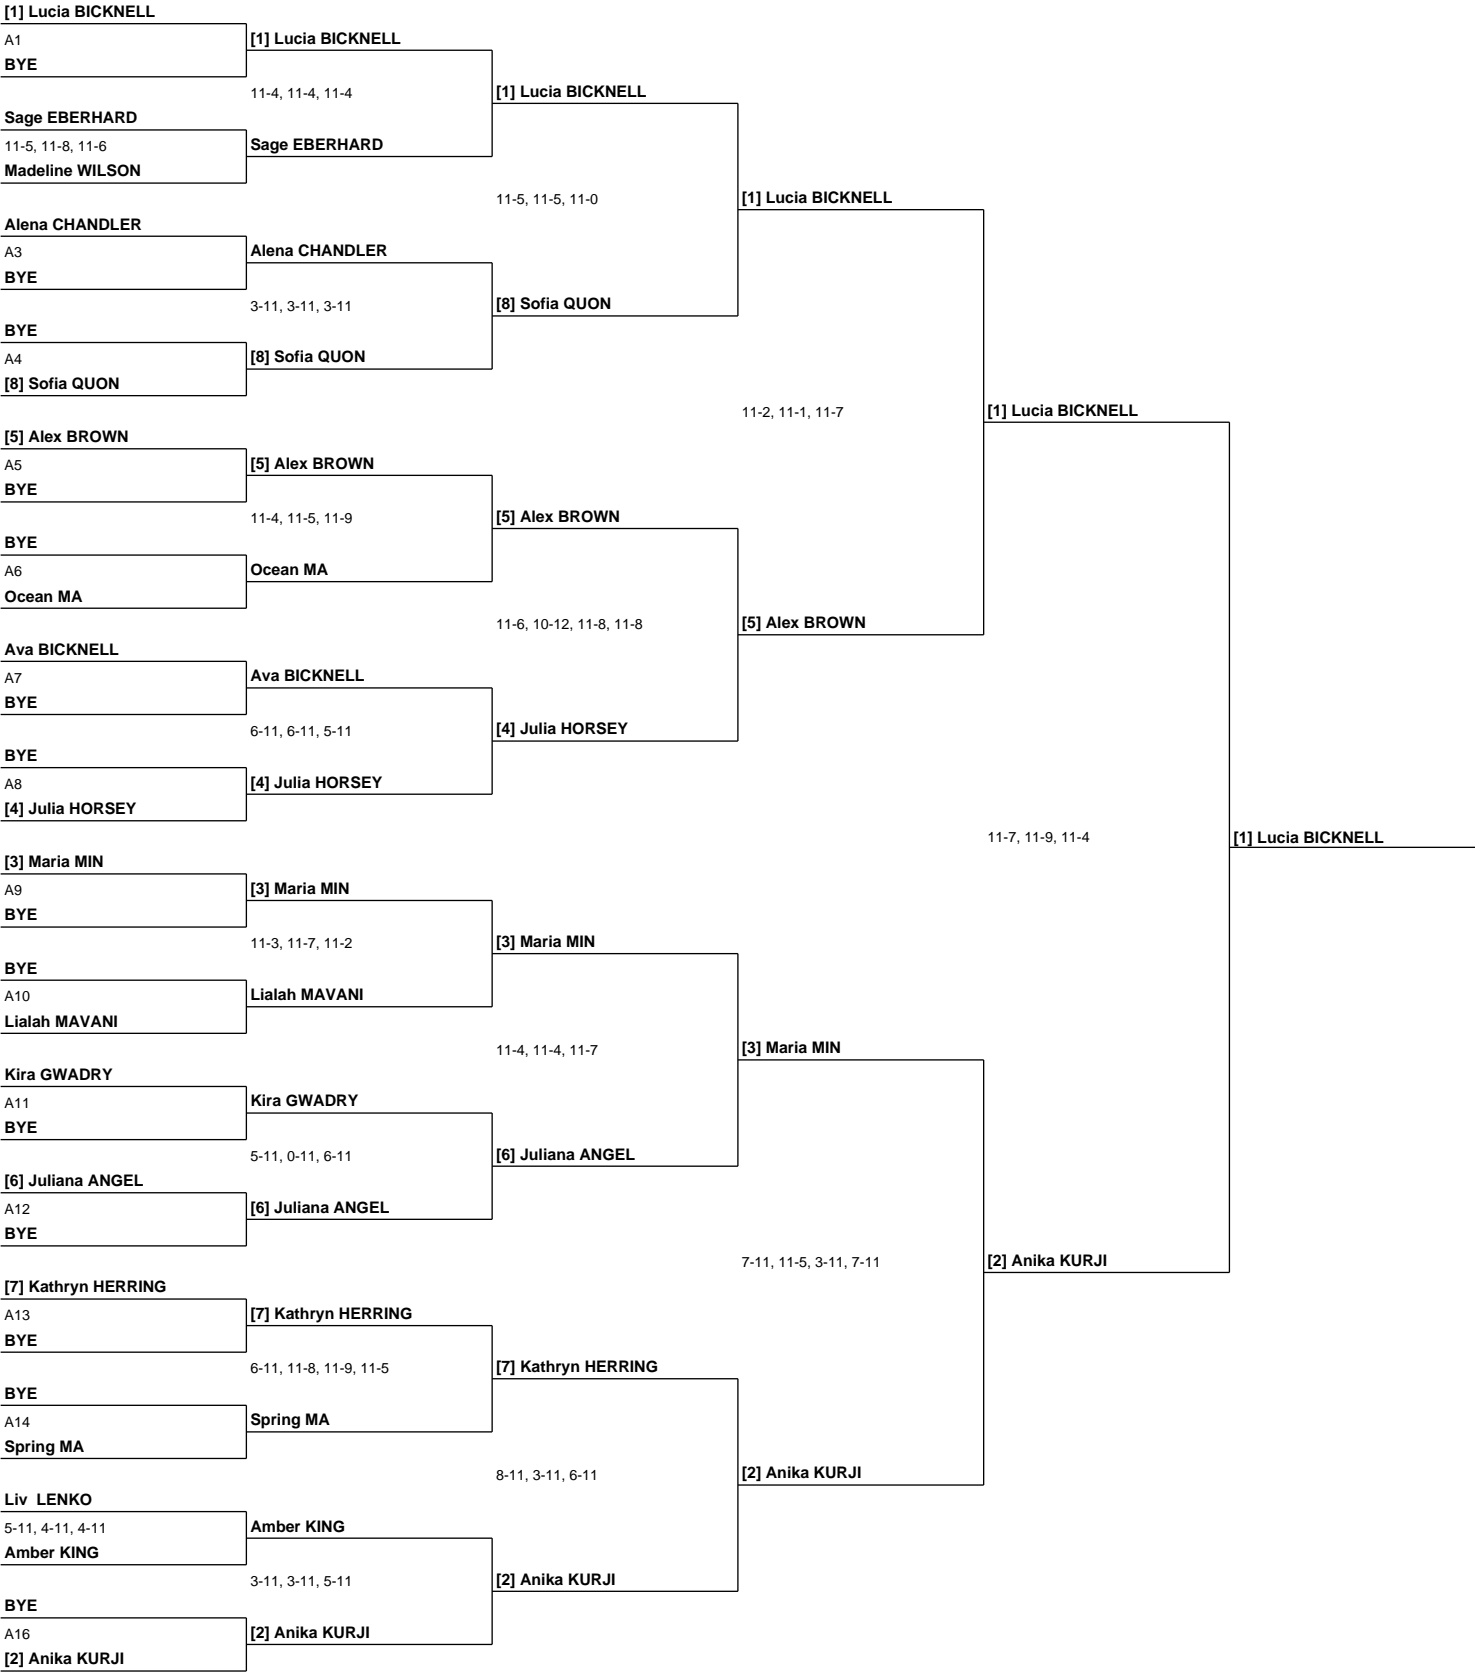 [1] Lucia BICKNELL
A1
[1] Lucia BICKNELL
BYE
11-4, 11-4, 11-4
[1] Lucia BICKNELL
Sage EBERHARD
11-5, 11-8, 11-6
Sage EBERHARD
Madeline WILSON
11-5, 11-5, 11-0
[1] Lucia BICKNELL
Alena CHANDLER
A3
Alena CHANDLER
BYE
3-11, 3-11, 3-11
[8] Sofia QUON
BYE
A4
[8] Sofia QUON
[8] Sofia QUON
11-2, 11-1, 11-7
[1] Lucia BICKNELL
[5] Alex BROWN
A5
[5] Alex BROWN
BYE
11-4, 11-5, 11-9
[5] Alex BROWN
BYE
A6
Ocean MA
Ocean MA
11-6, 10-12, 11-8, 11-8
[5] Alex BROWN
Ava BICKNELL
A7
Ava BICKNELL
BYE
6-11, 6-11, 5-11
[4] Julia HORSEY
BYE
A8
[4] Julia HORSEY
[4] Julia HORSEY
11-7, 11-9, 11-4
[1] Lucia BICKNELL
[3] Maria MIN
A9
[3] Maria MIN
BYE
11-3, 11-7, 11-2
[3] Maria MIN
BYE
A10
Lialah MAVANI
Lialah MAVANI
11-4, 11-4, 11-7
[3] Maria MIN
Kira GWADRY
A11
Kira GWADRY
BYE
5-11, 0-11, 6-11
[6] Juliana ANGEL
[6] Juliana ANGEL
A12
[6] Juliana ANGEL
BYE
7-11, 11-5, 3-11, 7-11
[2] Anika KURJI
[7] Kathryn HERRING
A13
[7] Kathryn HERRING
BYE
6-11, 11-8, 11-9, 11-5
[7] Kathryn HERRING
BYE
A14
Spring MA
Spring MA
8-11, 3-11, 6-11
[2] Anika KURJI
Liv  LENKO
5-11, 4-11, 4-11
Amber KING
Amber KING
3-11, 3-11, 5-11
[2] Anika KURJI
BYE
A16
[2] Anika KURJI
[2] Anika KURJI